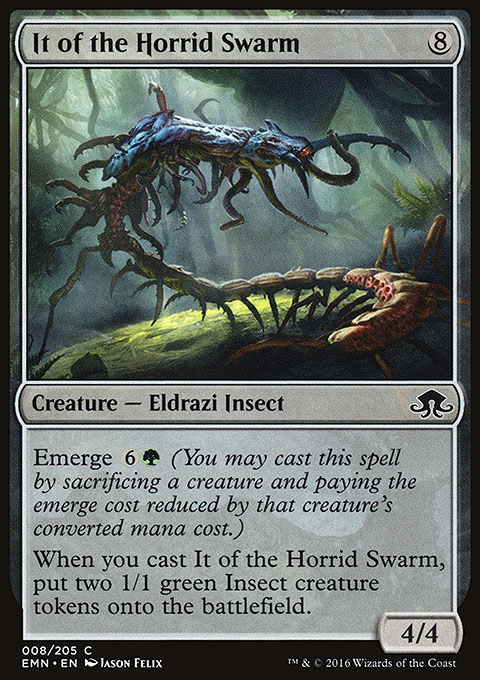 It of the Horrid Swarm 8
Creature — Eldrazi Insect
Emerge 6 (You may cast this spell
by sacrificing a creature and paying the
emerge cost reduced by that creature's
converted mana cost.)
When you cast It of the Horrid Swarm,
put two 1/1 green Insect creature
tokens onto the battlefield.
4/4
008/205 C
EMN • EN Jason Felix
™ & © 2016 Wizards of the Coast